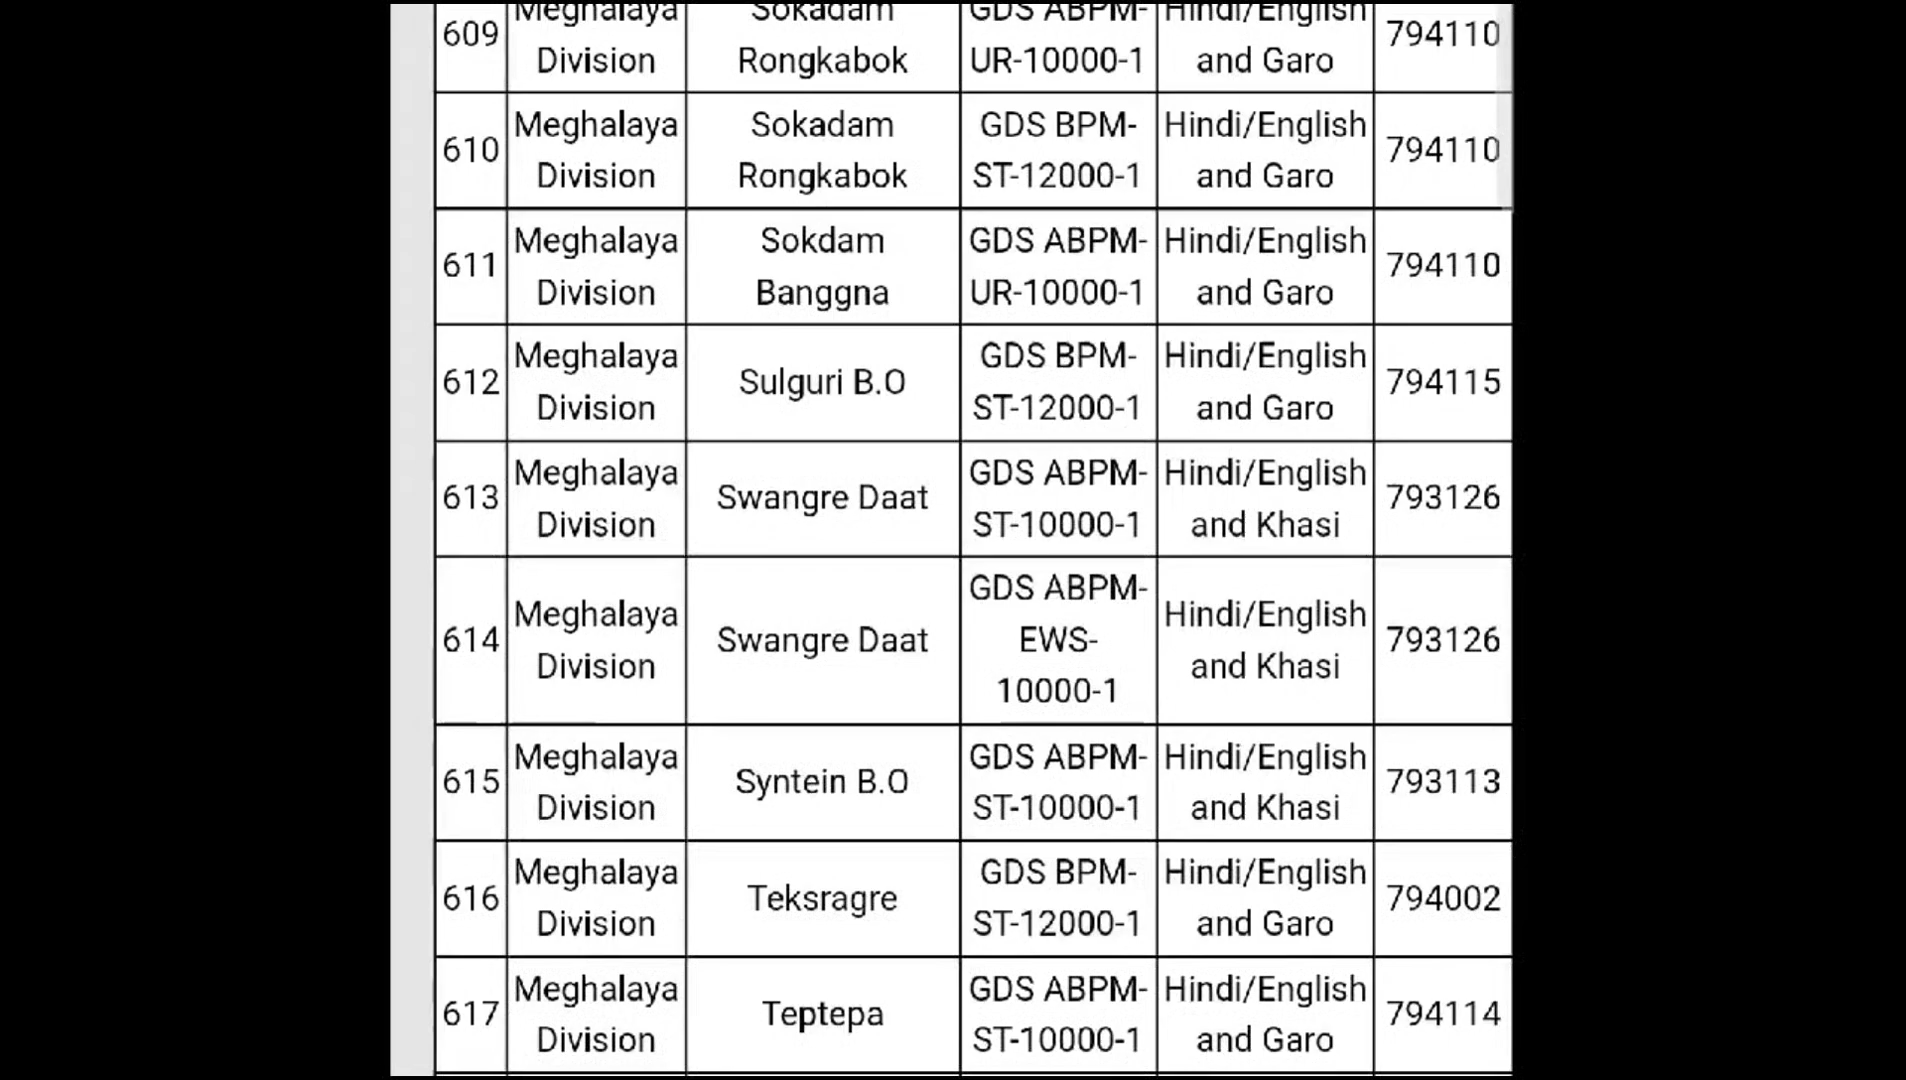 609 Meghalaya Division Sokadam Rongkabok GDS ABPM-UR-10000-1 Hindi/English and Garo 794110
610 Meghalaya Division Sokadam Rongkabok GDS BPM-ST-12000-1 Hindi/English and Garo 794110
611 Meghalaya Division Sokdam Banggna GDS ABPM-UR-10000-1 Hindi/English and Garo 794110
612 Meghalaya Division Sulguri B.O GDS BPM-ST-12000-1 Hindi/English and Garo 794115
613 Meghalaya Division Swangre Daat GDS ABPM-ST-10000-1 Hindi/English and Khasi 793126
614 Meghalaya Division Swangre Daat GDS ABPM-EWS-10000-1 Hindi/English and Khasi 793126
615 Meghalaya Division Syntein B.O GDS ABPM-ST-10000-1 Hindi/English and Khasi 793113
616 Meghalaya Division Teksragre GDS BPM-ST-12000-1 Hindi/English and Garo 794002
617 Meghalaya Division Teptepa GDS ABPM-ST-10000-1 Hindi/English and Garo 794114